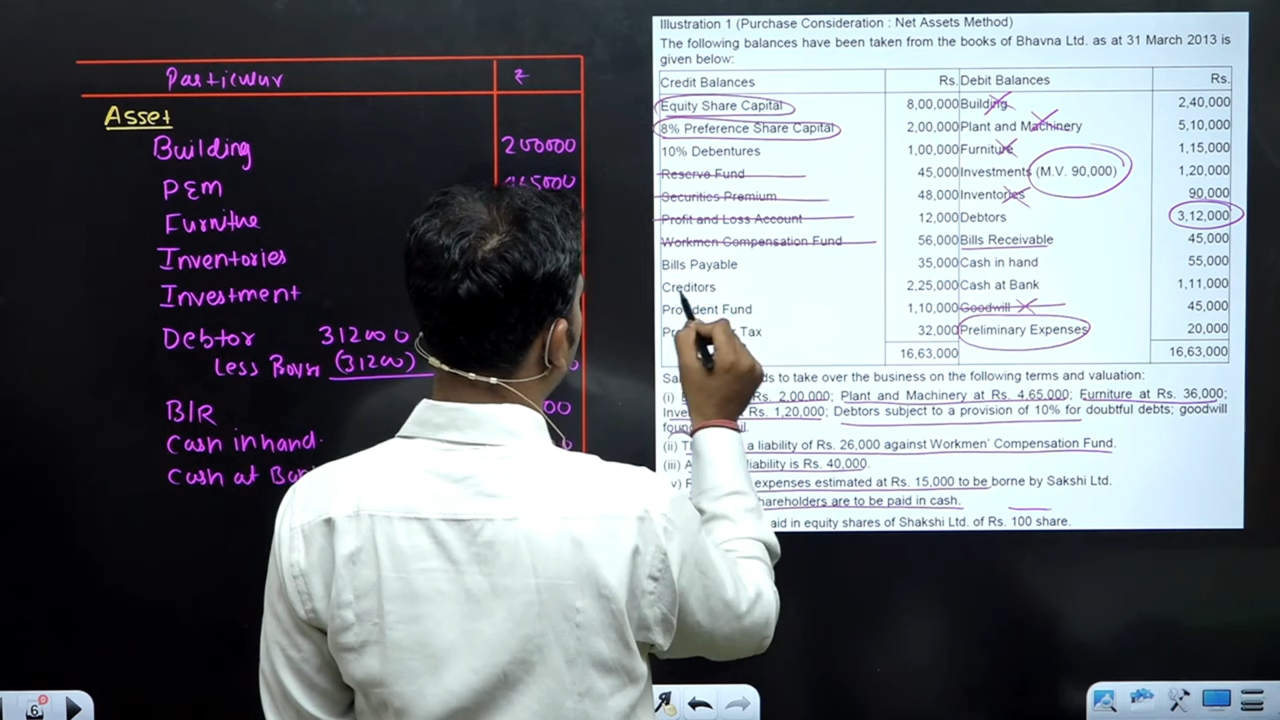 Particular ₹
Asset
Building 200000
P&M
Furniture
Inventories
Investment
Debtor 312000
Less (31200)
B/R 00
Cash in hand.
Cash at
Illustration 1 (Purchase Consideration : Net Assets Method)
The following balances have been taken from the books of Bhavna Ltd. as at 31 March 2013 is
given below:
Credit Balances Rs. Debit Balances Rs.
Equity Share Capital 8,00,000 Building 2,40,000
8% Preference Share Capital 2,00,000 Plant and Machinery 5,10,000
10% Debentures 1,00,000 Furniture 1,15,000
Reserve Fund 45,000 Investments (M.V. 90,000) 1,20,000
Securities Premium 48,000 Inventories 90,000
Profit and Loss Account 12,000 Debtors 3,12,000
Workmen Compensation Fund 56,000 Bills Receivable 45,000
Bills Payable 35,000 Cash in hand 55,000
Creditors 2,25,000 Cash at Bank 1,11,000
Provident Fund 1,10,000 Goodwill 45,000
Tax 32,000 Preliminary Expenses 20,000
16,63,000 16,63,000
to take over the business on the following terms and valuation:
(i) Rs. 2,00,000; Plant and Machinery at Rs. 4,65,000; Furniture at Rs. 36,000;
Rs. 1,20,000; Debtors subject to a provision of 10% for doubtful debts; goodwill
(ii) a liability of Rs. 26,000 against Workmen' Compensation Fund.
(iii) liability is Rs. 40,000.
expenses estimated at Rs. 15,000 to be borne by Sakshi Ltd.
shareholders are to be paid in cash.
in equity shares of Shakshi Ltd. of Rs. 100 share.
6